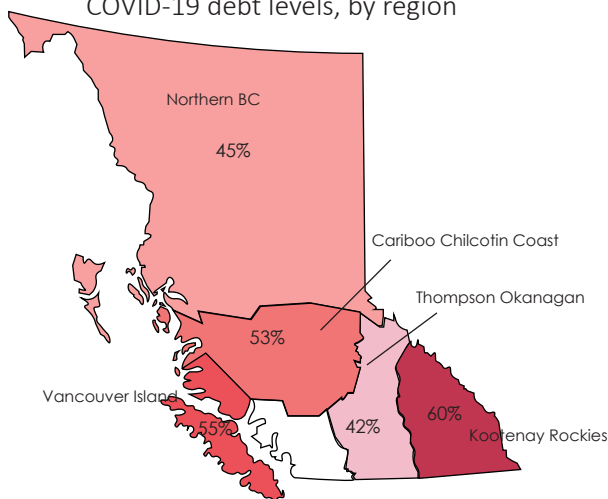 COVID-19 debt levels, by region
Northern BC
45%
Cariboo Chilcotin Coast
Thompson Okanagan
53%
Vancouver Island
55%
42%
60%
Kootenay Rockies